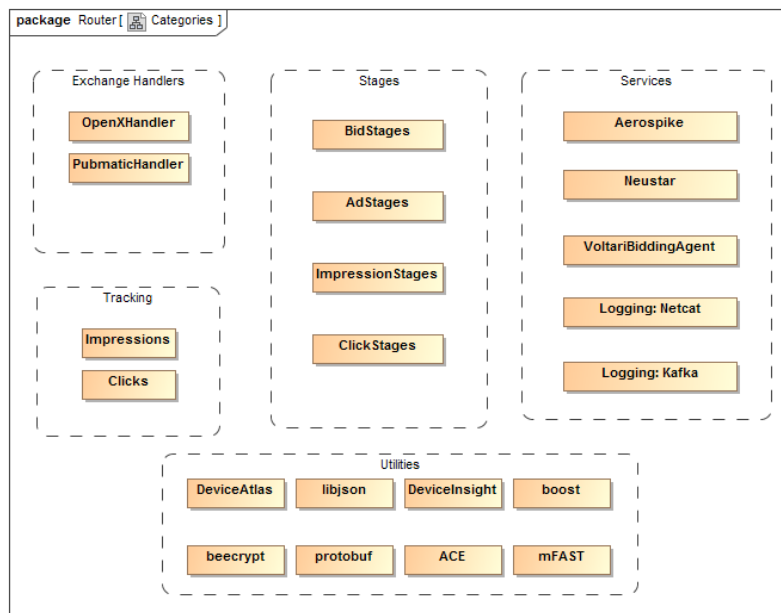 package Router [ Categories ]
Exchange Handlers
OpenXHandler
PubmaticHandler
Stages
BidStages
AdStages
ImpressionStages
ClickStages
Services
Aerospike
Neustar
VoltariBiddingAgent
Logging: Netcat
Logging: Kafka
Tracking
Impressions
Clicks
Utilities
DeviceAtlas
libjson
DeviceInsight
boost
beecrypt
protobuf
ACE
mFAST